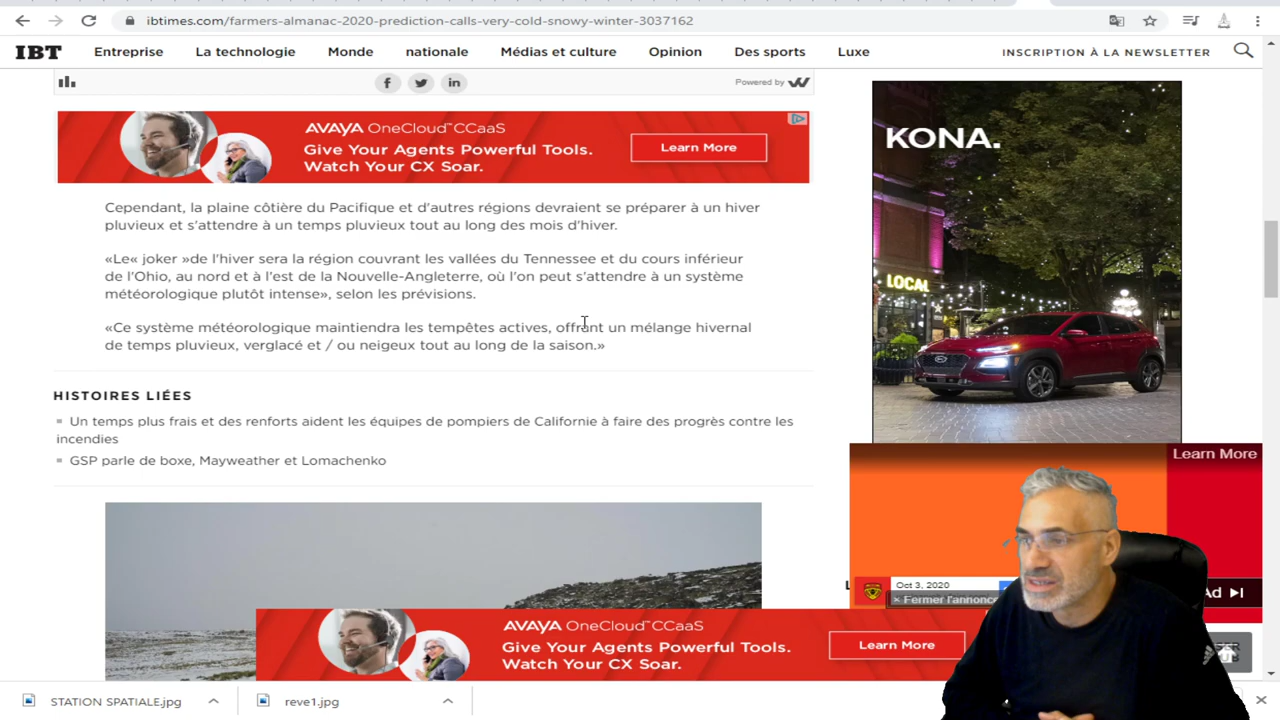 ibtimes.com/farmers-almanac-2020-prediction-calls-very-cold-snowy-winter-3037162
IBT
Entreprise
La technologie
Monde
nationale
Médias et culture
Opinion
Des sports
Luxe
INSCRIPTION À LA NEWSLETTER
Powered by
AVAYA OneCloud™CCaaS
Give Your Agents Powerful Tools.
Watch Your CX Soar.
Learn More
KONA.
LOCAL
Cependant, la plaine côtière du Pacifique et d'autres régions devraient se préparer à un hiver
pluvieux et s'attendre à un temps pluvieux tout au long des mois d'hiver.
«Le« joker »de l'hiver sera la région couvrant les vallées du Tennessee et du cours inférieur
de l'Ohio, au nord et à l'est de la Nouvelle-Angleterre, où l'on peut s'attendre à un système
météorologique plutôt intense», selon les prévisions.
«Ce système météorologique maintiendra les tempêtes actives, offrant un mélange hivernal
de temps pluvieux, verglacé et / ou neigeux tout au long de la saison.»
HISTOIRES LIÉES
Un temps plus frais et des renforts aident les équipes de pompiers de Californie à faire des progrès contre les
incendies
GSP parle de boxe, Mayweather et Lomachenko
Learn More
Oct 3, 2020
× Fermer l'annonce
Ad
AVAYA OneCloud™CCaaS
Give Your Agents Powerful Tools.
Watch Your CX Soar.
Learn More
STATION SPATIALE.jpg
reve1.jpg